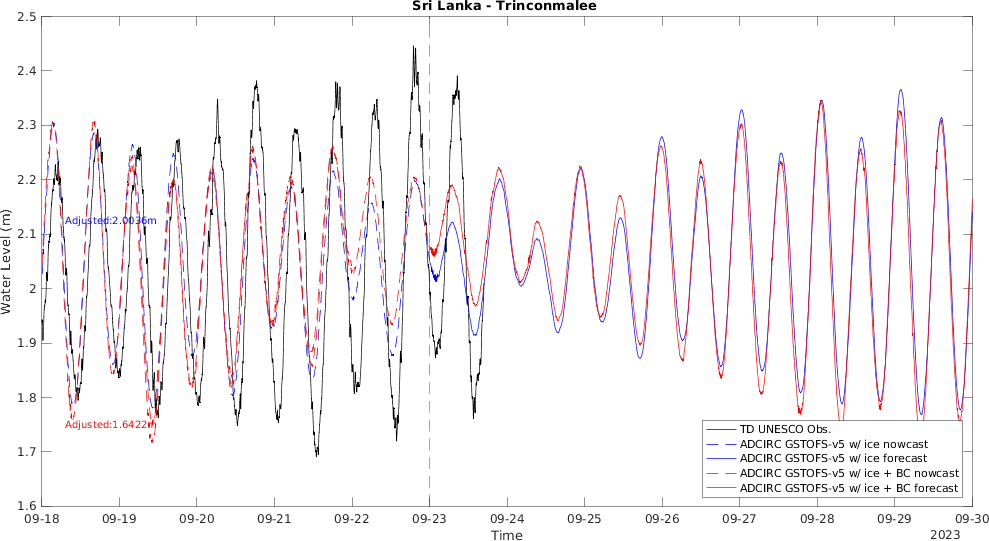 Sri Lanka - Trinconmalee
Water Level (m)
2.5
2.4
2.3
2.2
2.1
2
1.9
1.8
1.7
1.6
Adjusted:2.0036m
Adjusted:1.6422m
TD UNESCO Obs.
ADCIRC GSTOFS-v5 w/ ice nowcast
ADCIRC GSTOFS-v5 w/ ice forecast
ADCIRC GSTOFS-v5 w/ ice + BC nowcast
ADCIRC GSTOFS-v5 w/ ice + BC forecast
09-18 09-19 09-20 09-21 09-22 09-23 09-24 09-25 09-26 09-27 09-28 09-29 09-30
Time
2023